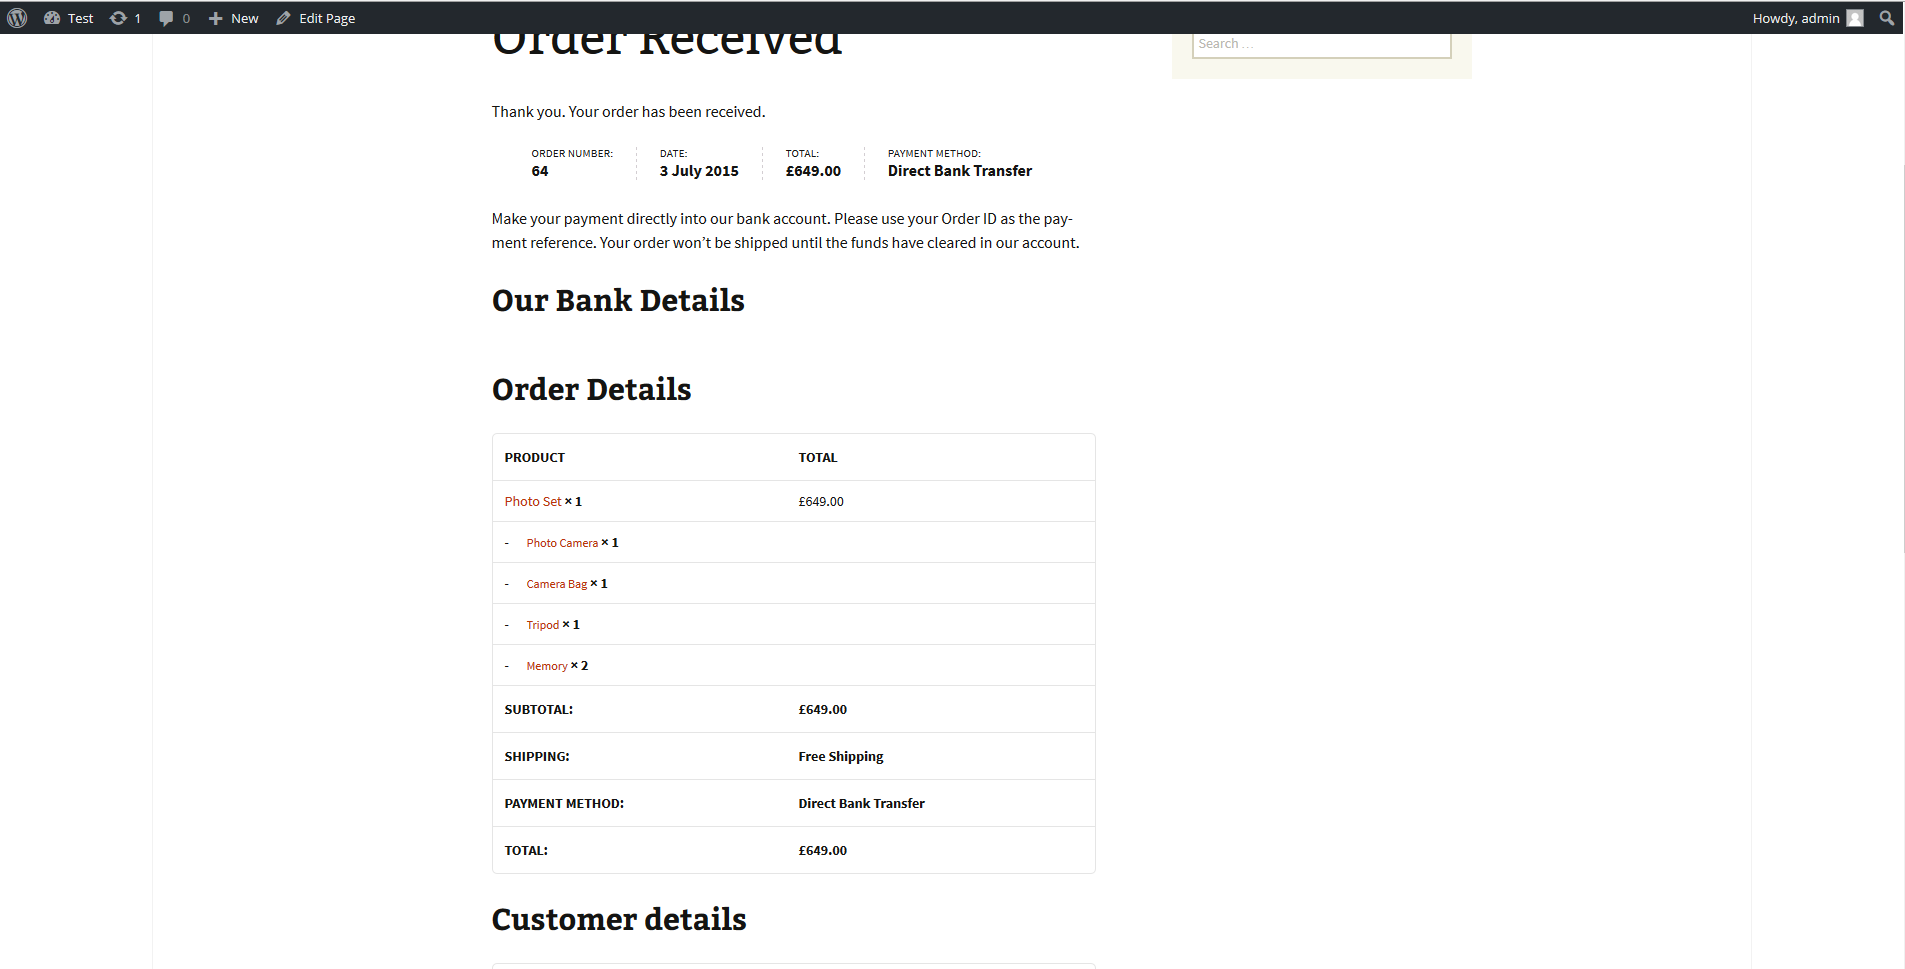 Test 1 0 New Edit Page Howdy, admin
Order Received
Search …
Thank you. Your order has been received.
ORDER NUMBER: DATE: TOTAL: PAYMENT METHOD:
64 3 July 2015 £649.00 Direct Bank Transfer
Make your payment directly into our bank account. Please use your Order ID as the pay-
ment reference. Your order won’t be shipped until the funds have cleared in our account.
Our Bank Details
Order Details
PRODUCT TOTAL
Photo Set × 1 £649.00
- Photo Camera × 1
- Camera Bag × 1
- Tripod × 1
- Memory × 2
SUBTOTAL: £649.00
SHIPPING: Free Shipping
PAYMENT METHOD: Direct Bank Transfer
TOTAL: £649.00
Customer details